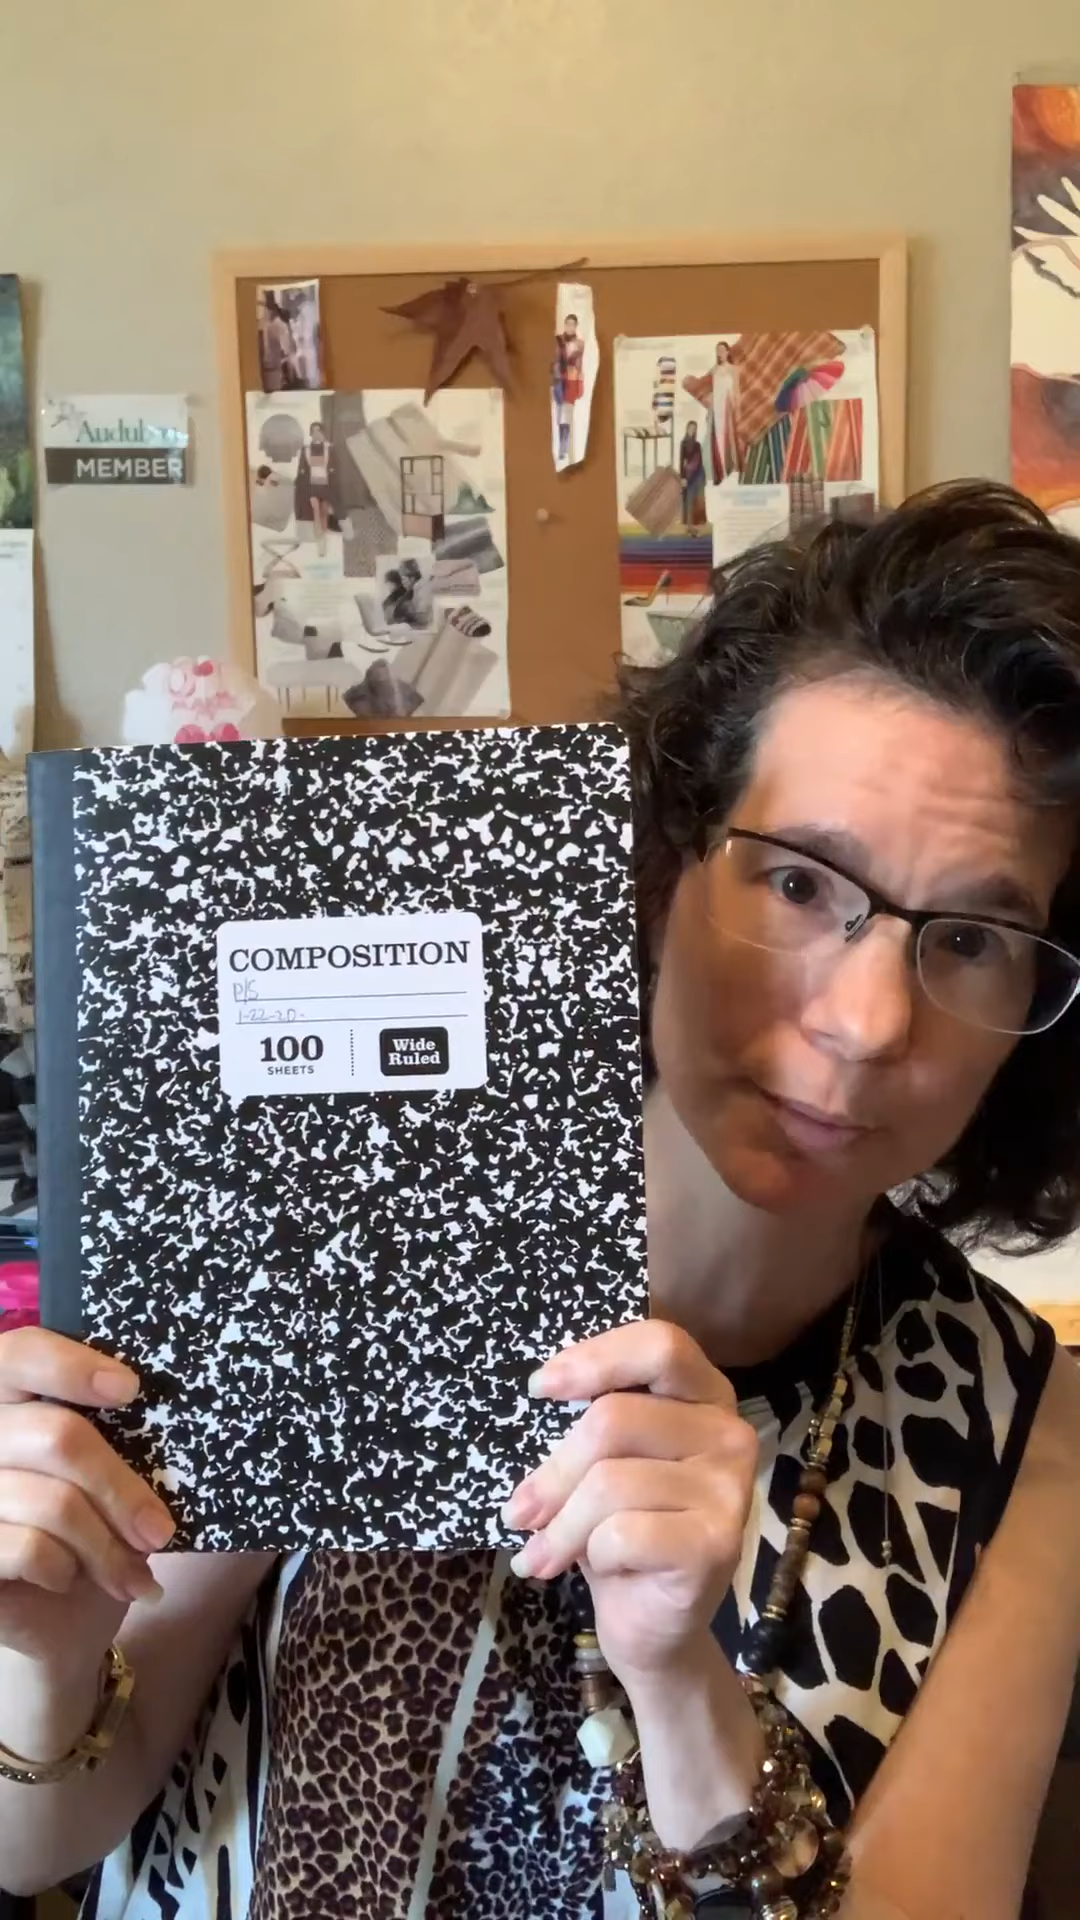 Audubon
MEMBER
COMPOSITION
P/S
1-22-20-
100
SHEETS
Wide
Ruled